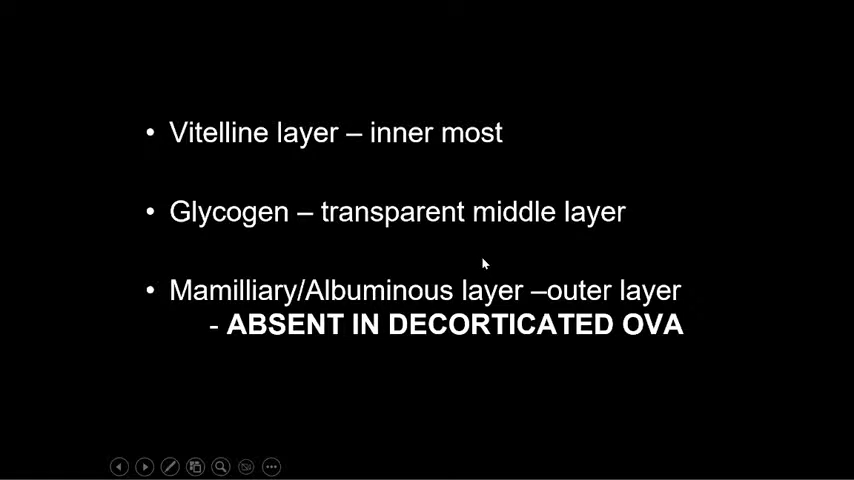 • Vitelline layer – inner most
• Glycogen – transparent middle layer
• Mamilliary/Albuminous layer –outer layer
- ABSENT IN DECORTICATED OVA